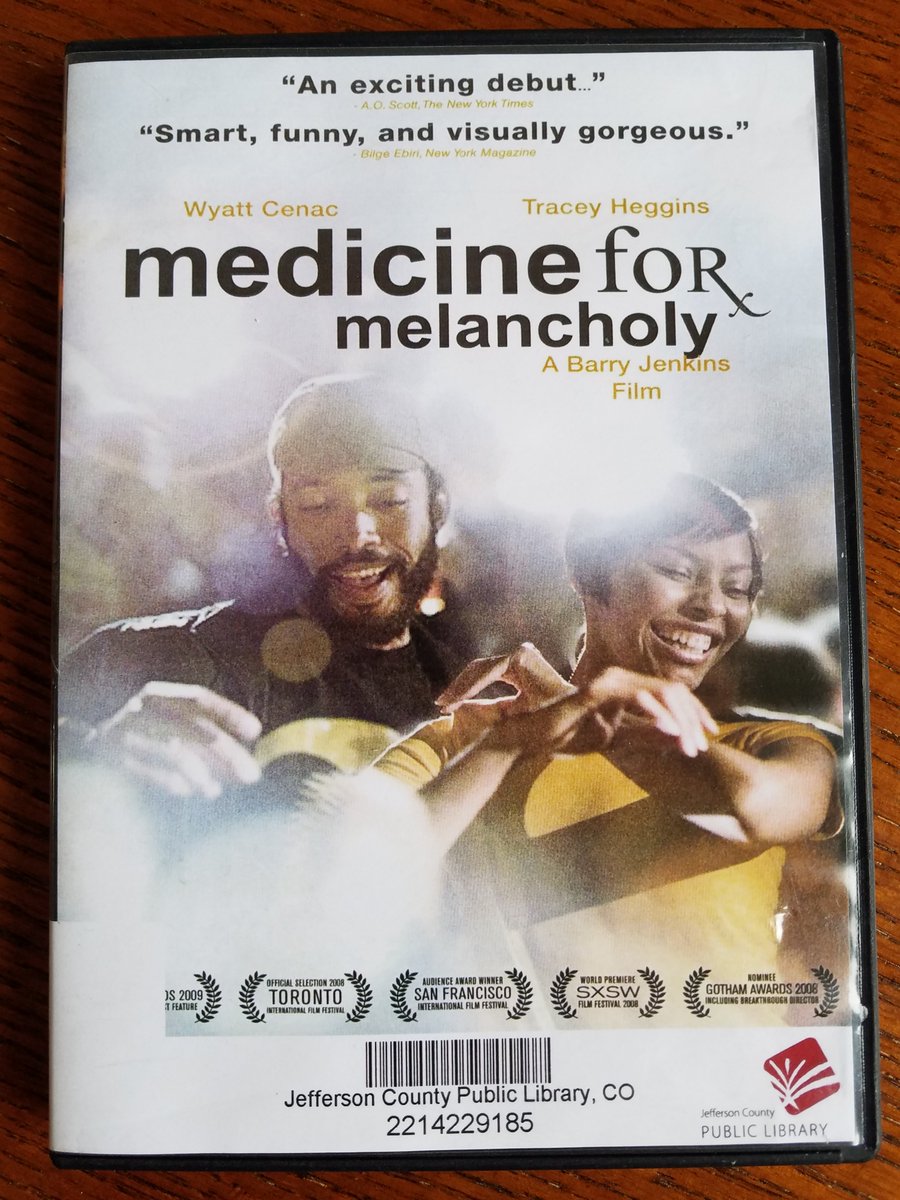 “An exciting debut...”
- A.O. Scott, The New York Times
“Smart, funny, and visually gorgeous.”
- Bilge Ebiri, New York Magazine
Wyatt Cenac
Tracey Heggins
medicine foR
melancholy
A Barry Jenkins
Film
DS 2009
T FEATURE
OFFICIAL SELECTION 2008
TORONTO
INTERNATIONAL FILM FESTIVAL
AUDIENCE AWARD WINNER
SAN FRANCISCO
INTERNATIONAL FILM FESTIVAL
WORLD PREMIERE
SXSW
FILM FESTIVAL 2008
NOMINEE
GOTHAM AWARDS 2008
INCLUDING BREAKTHROUGH DIRECTOR
Jefferson County Public Library, CO
2214229185
Jefferson County
PUBLIC LIBRARY